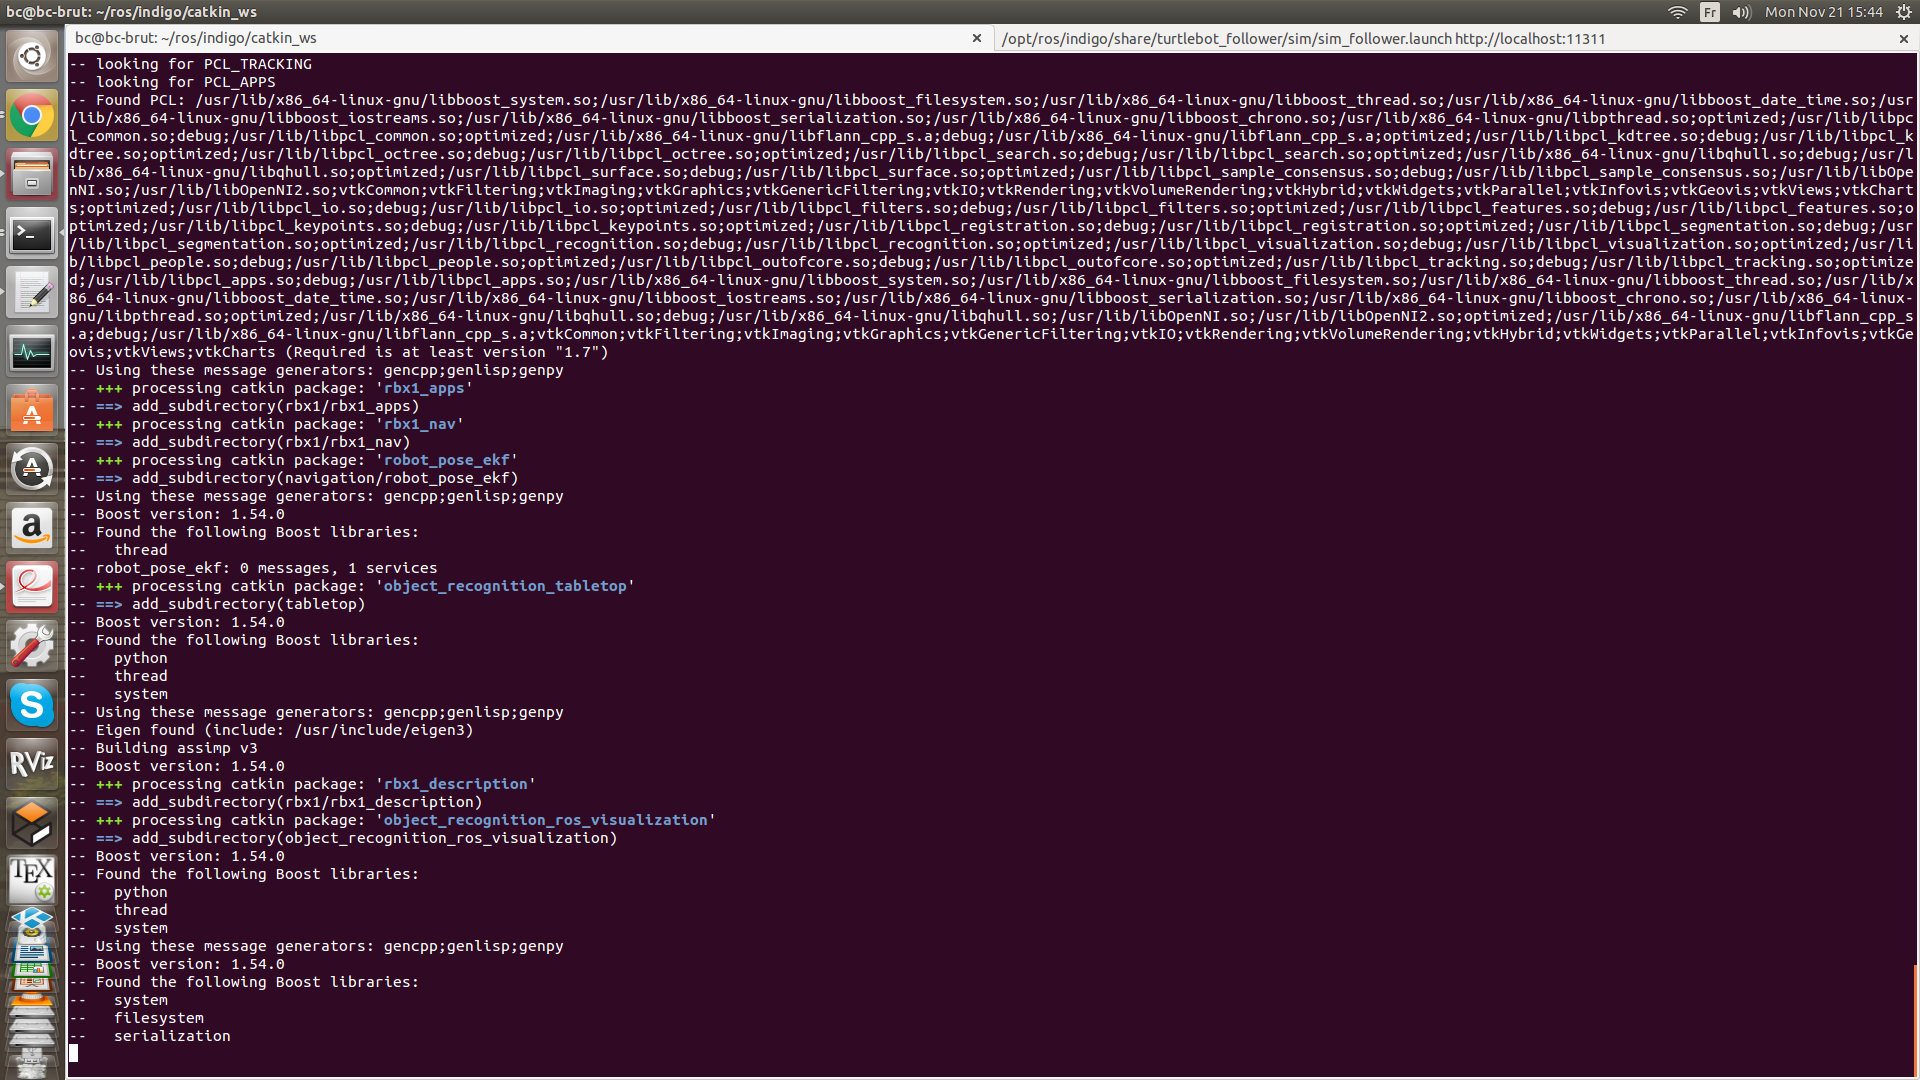 bc@bc-brut: ~/ros/indigo/catkin_ws
Fr
Mon Nov 21 15:44
bc@bc-brut: ~/ros/indigo/catkin_ws ×
/opt/ros/indigo/share/turtlebot_follower/sim/sim_follower.launch http://localhost:11311 ×
-- looking for PCL_TRACKING
-- looking for PCL_APPS
-- Found PCL: /usr/lib/x86_64-linux-gnu/libboost_system.so;/usr/lib/x86_64-linux-gnu/libboost_filesystem.so;/usr/lib/x86_64-linux-gnu/libboost_thread.so;/usr/lib/x86_64-linux-gnu/libboost_date_time.so;/usr
/lib/x86_64-linux-gnu/libboost_iostreams.so;/usr/lib/x86_64-linux-gnu/libboost_serialization.so;/usr/lib/x86_64-linux-gnu/libboost_chrono.so;/usr/lib/x86_64-linux-gnu/libpthread.so;optimized;/usr/lib/libpc
l_common.so;debug;/usr/lib/libpcl_common.so;optimized;/usr/lib/x86_64-linux-gnu/libflann_cpp_s.a;debug;/usr/lib/x86_64-linux-gnu/libflann_cpp_s.a;optimized;/usr/lib/libpcl_kdtree.so;debug;/usr/lib/libpcl_k
dtree.so;optimized;/usr/lib/libpcl_octree.so;debug;/usr/lib/libpcl_octree.so;optimized;/usr/lib/libpcl_search.so;debug;/usr/lib/libpcl_search.so;optimized;/usr/lib/x86_64-linux-gnu/libqhull.so;debug;/usr/l
ib/x86_64-linux-gnu/libqhull.so;optimized;/usr/lib/libpcl_surface.so;debug;/usr/lib/libpcl_surface.so;optimized;/usr/lib/libpcl_sample_consensus.so;debug;/usr/lib/libpcl_sample_consensus.so;/usr/lib/libOpe
nNI.so;/usr/lib/libOpenNI2.so;vtkCommon;vtkFiltering;vtkImaging;vtkGraphics;vtkGenericFiltering;vtkIO;vtkRendering;vtkVolumeRendering;vtkHybrid;vtkWidgets;vtkParallel;vtkInfovis;vtkGeovis;vtkViews;vtkChart
s;optimized;/usr/lib/libpcl_io.so;debug;/usr/lib/libpcl_io.so;optimized;/usr/lib/libpcl_filters.so;debug;/usr/lib/libpcl_filters.so;optimized;/usr/lib/libpcl_features.so;debug;/usr/lib/libpcl_features.so;o
ptimized;/usr/lib/libpcl_keypoints.so;debug;/usr/lib/libpcl_keypoints.so;optimized;/usr/lib/libpcl_registration.so;debug;/usr/lib/libpcl_registration.so;optimized;/usr/lib/libpcl_segmentation.so;debug;/usr
/lib/libpcl_segmentation.so;optimized;/usr/lib/libpcl_recognition.so;debug;/usr/lib/libpcl_recognition.so;optimized;/usr/lib/libpcl_visualization.so;debug;/usr/lib/libpcl_visualization.so;optimized;/usr/li
b/libpcl_people.so;debug;/usr/lib/libpcl_people.so;optimized;/usr/lib/libpcl_outofcore.so;debug;/usr/lib/libpcl_outofcore.so;optimized;/usr/lib/libpcl_tracking.so;debug;/usr/lib/libpcl_tracking.so;optimize
d;/usr/lib/libpcl_apps.so;debug;/usr/lib/libpcl_apps.so;/usr/lib/x86_64-linux-gnu/libboost_system.so;/usr/lib/x86_64-linux-gnu/libboost_filesystem.so;/usr/lib/x86_64-linux-gnu/libboost_thread.so;/usr/lib/x
86_64-linux-gnu/libboost_date_time.so;/usr/lib/x86_64-linux-gnu/libboost_iostreams.so;/usr/lib/x86_64-linux-gnu/libboost_serialization.so;/usr/lib/x86_64-linux-gnu/libboost_chrono.so;/usr/lib/x86_64-linux-
gnu/libpthread.so;optimized;/usr/lib/x86_64-linux-gnu/libqhull.so;debug;/usr/lib/x86_64-linux-gnu/libqhull.so;/usr/lib/libOpenNI.so;/usr/lib/libOpenNI2.so;optimized;/usr/lib/x86_64-linux-gnu/libflann_cpp_s
.a;debug;/usr/lib/x86_64-linux-gnu/libflann_cpp_s.a;vtkCommon;vtkFiltering;vtkImaging;vtkGraphics;vtkGenericFiltering;vtkIO;vtkRendering;vtkVolumeRendering;vtkHybrid;vtkWidgets;vtkParallel;vtkInfovis;vtkGe
ovis;vtkViews;vtkCharts (Required is at least version "1.7")
-- Using these message generators: gencpp;genlisp;genpy
-- +++ processing catkin package: 'rbx1_apps'
-- ==> add_subdirectory(rbx1/rbx1_apps)
-- +++ processing catkin package: 'rbx1_nav'
-- ==> add_subdirectory(rbx1/rbx1_nav)
-- +++ processing catkin package: 'robot_pose_ekf'
-- ==> add_subdirectory(navigation/robot_pose_ekf)
-- Using these message generators: gencpp;genlisp;genpy
-- Boost version: 1.54.0
-- Found the following Boost libraries:
--   thread
-- robot_pose_ekf: 0 messages, 1 services
-- +++ processing catkin package: 'object_recognition_tabletop'
-- ==> add_subdirectory(tabletop)
-- Boost version: 1.54.0
-- Found the following Boost libraries:
--   python
--   thread
--   system
-- Using these message generators: gencpp;genlisp;genpy
-- Eigen found (include: /usr/include/eigen3)
-- Building assimp v3
-- Boost version: 1.54.0
-- +++ processing catkin package: 'rbx1_description'
-- ==> add_subdirectory(rbx1/rbx1_description)
-- +++ processing catkin package: 'object_recognition_ros_visualization'
-- ==> add_subdirectory(object_recognition_ros_visualization)
-- Boost version: 1.54.0
-- Found the following Boost libraries:
--   python
--   thread
--   system
-- Using these message generators: gencpp;genlisp;genpy
-- Boost version: 1.54.0
-- Found the following Boost libraries:
--   system
--   filesystem
--   serialization
RViz
TEX